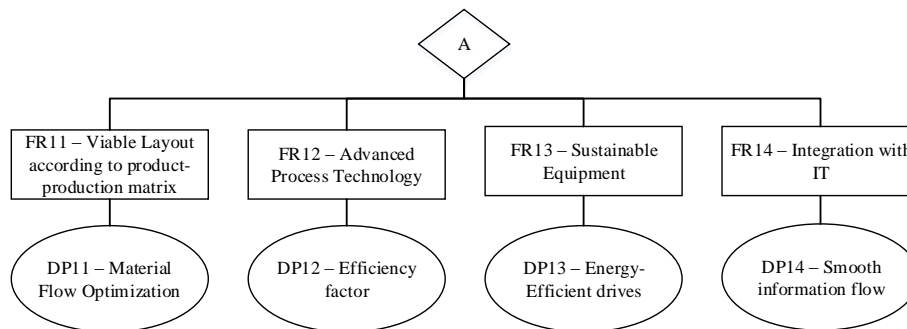 A
FR11 – Viable Layout
according to product-
production matrix
FR12 – Advanced
Process Technology
FR13 – Sustainable
Equipment
FR14 – Integration with
IT
DP11 – Material
Flow Optimization
DP12 – Efficiency
factor
DP13 – Energy-
Efficient drives
DP14 – Smooth
information flow